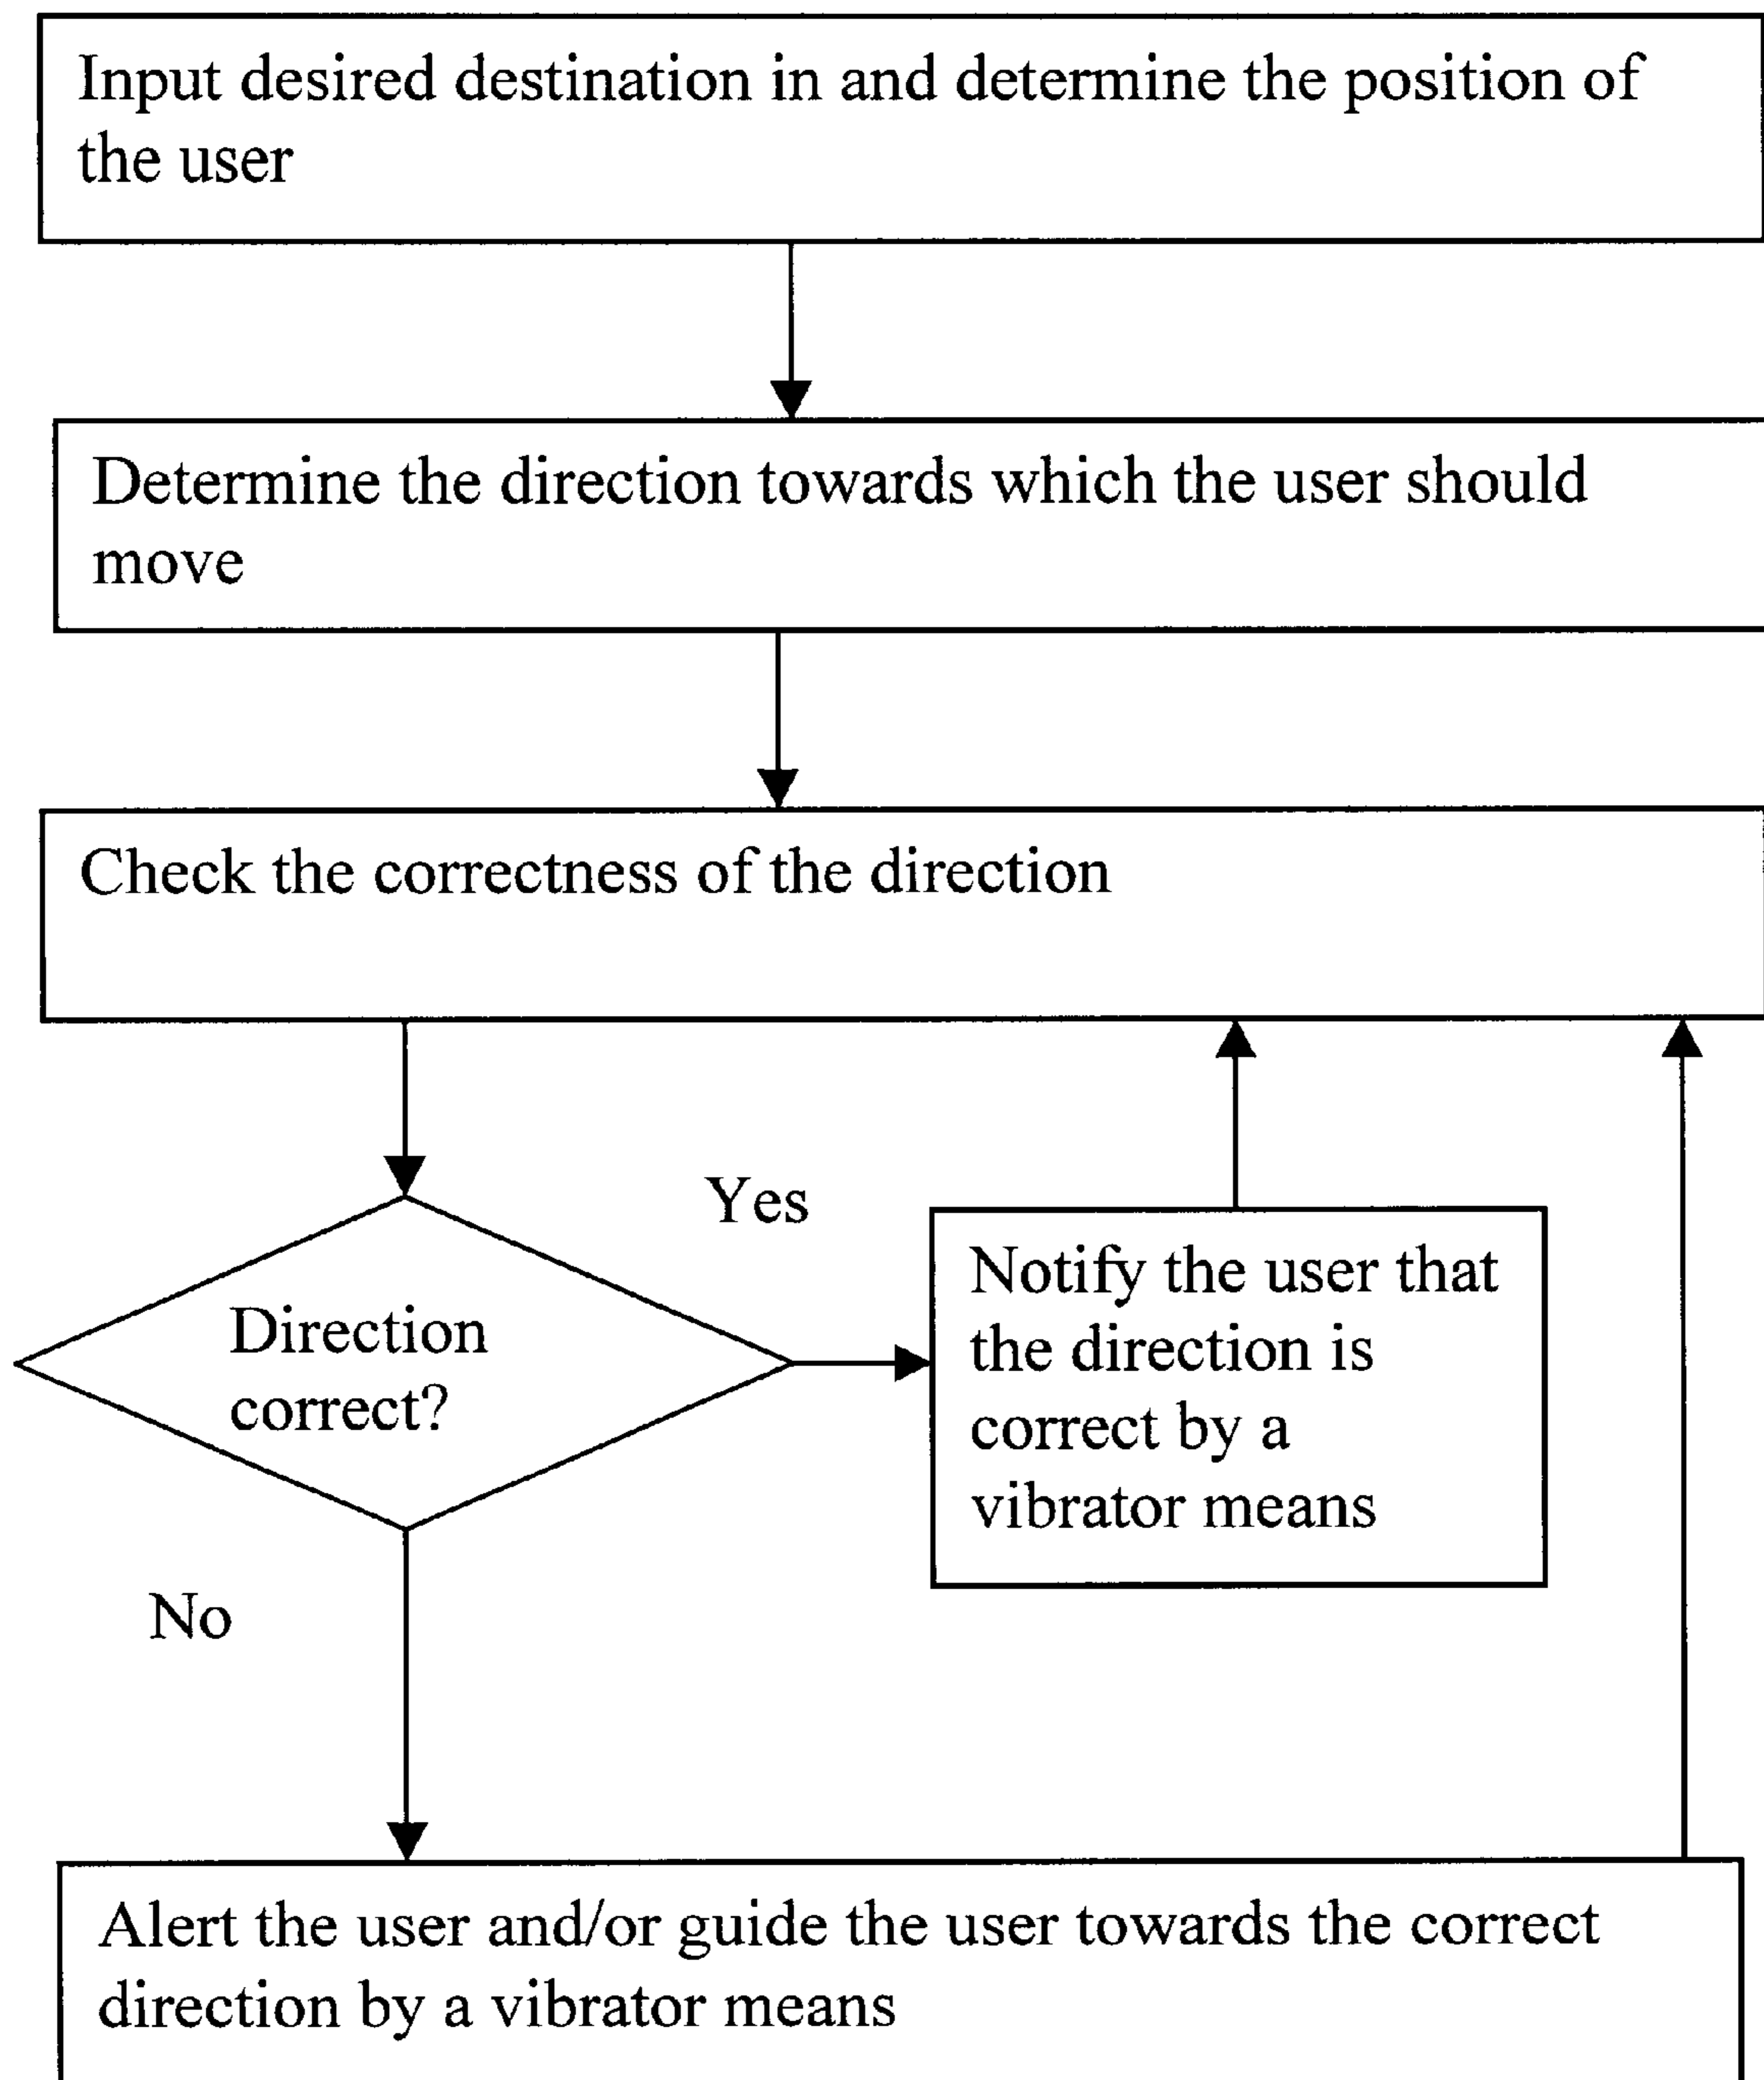 Input desired destination in and determine the position of
the user
Determine the direction towards which the user should
move
Check the correctness of the direction
Yes
Direction
correct?
Notify the user that
the direction is
correct by a
vibrator means
No
Alert the user and/or guide the user towards the correct
direction by a vibrator means